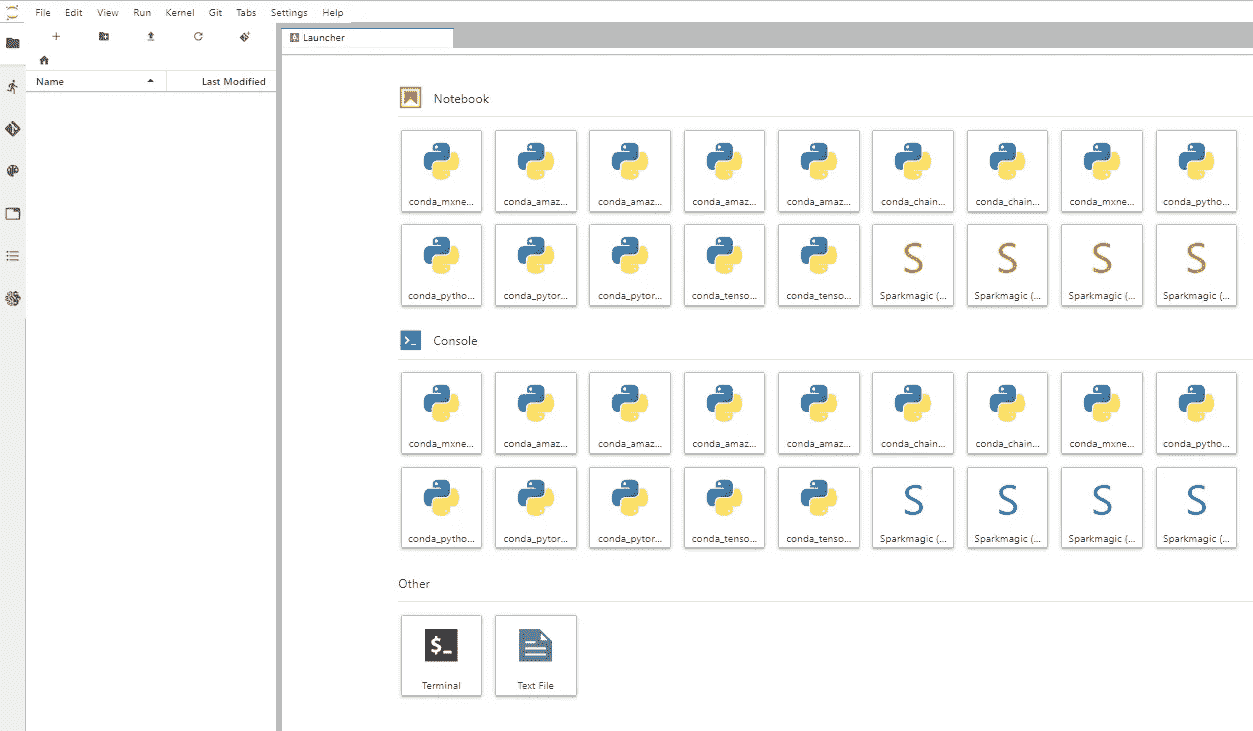 File Edit View Run Kernel Git Tabs Settings Help
Launcher
Name Last Modified
Notebook
conda_mxne... conda_amaz... conda_amaz... conda_amaz... conda_amaz... conda_chain... conda_chain... conda_mxne... conda_pytho...
conda_pytho... conda_pytor... conda_pytor... conda_tenso... conda_tenso... Sparkmagic (... Sparkmagic (... Sparkmagic (... Sparkmagic (...
Console
conda_mxne... conda_amaz... conda_amaz... conda_amaz... conda_amaz... conda_chain... conda_chain... conda_mxne... conda_pytho...
conda_pytho... conda_pytor... conda_pytor... conda_tenso... conda_tenso... Sparkmagic (... Sparkmagic (... Sparkmagic (... Sparkmagic (...
Other
Terminal Text File